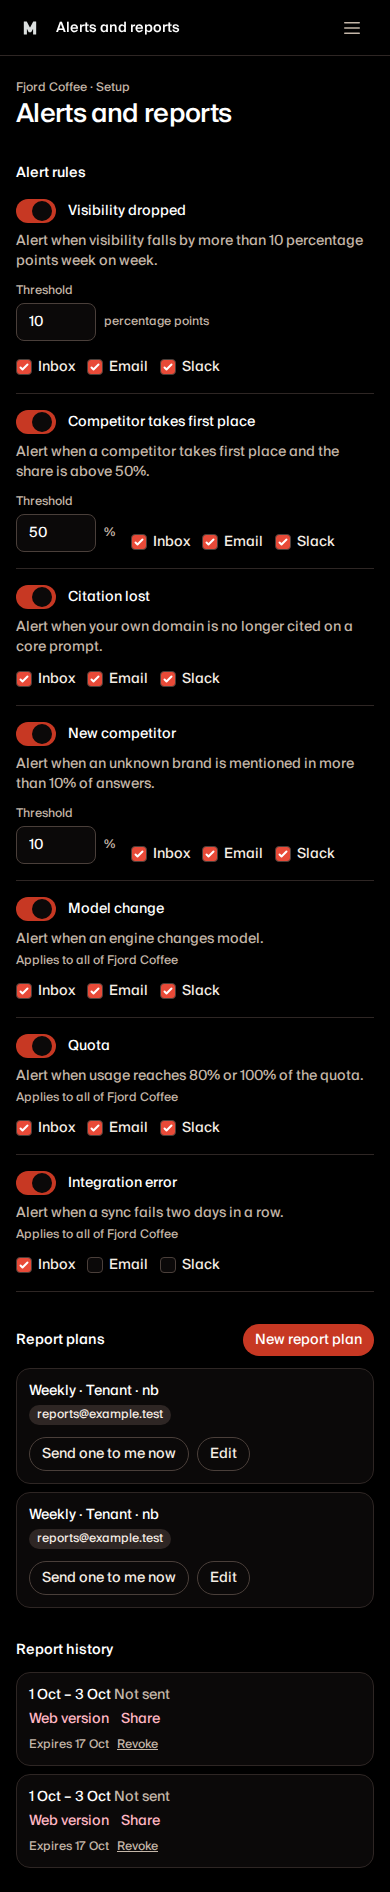 M Alerts and reports
Fjord Coffee · Setup
Alerts and reports
Alert rules
Visibility dropped
Alert when visibility falls by more than 10 percentage
points week on week.
Threshold
10 percentage points
Inbox Email Slack
Competitor takes first place
Alert when a competitor takes first place and the
share is above 50%.
Threshold
50 % Inbox Email Slack
Citation lost
Alert when your own domain is no longer cited on a
core prompt.
Inbox Email Slack
New competitor
Alert when an unknown brand is mentioned in more
than 10% of answers.
Threshold
10 % Inbox Email Slack
Model change
Alert when an engine changes model.
Applies to all of Fjord Coffee
Inbox Email Slack
Quota
Alert when usage reaches 80% or 100% of the quota.
Applies to all of Fjord Coffee
Inbox Email Slack
Integration error
Alert when a sync fails two days in a row.
Applies to all of Fjord Coffee
Inbox Email Slack
Report plans New report plan
Weekly · Tenant · nb
reports@example.test
Send one to me now Edit
Weekly · Tenant · nb
reports@example.test
Send one to me now Edit
Report history
1 Oct – 3 Oct Not sent
Web version Share
Expires 17 Oct Revoke
1 Oct – 3 Oct Not sent
Web version Share
Expires 17 Oct Revoke